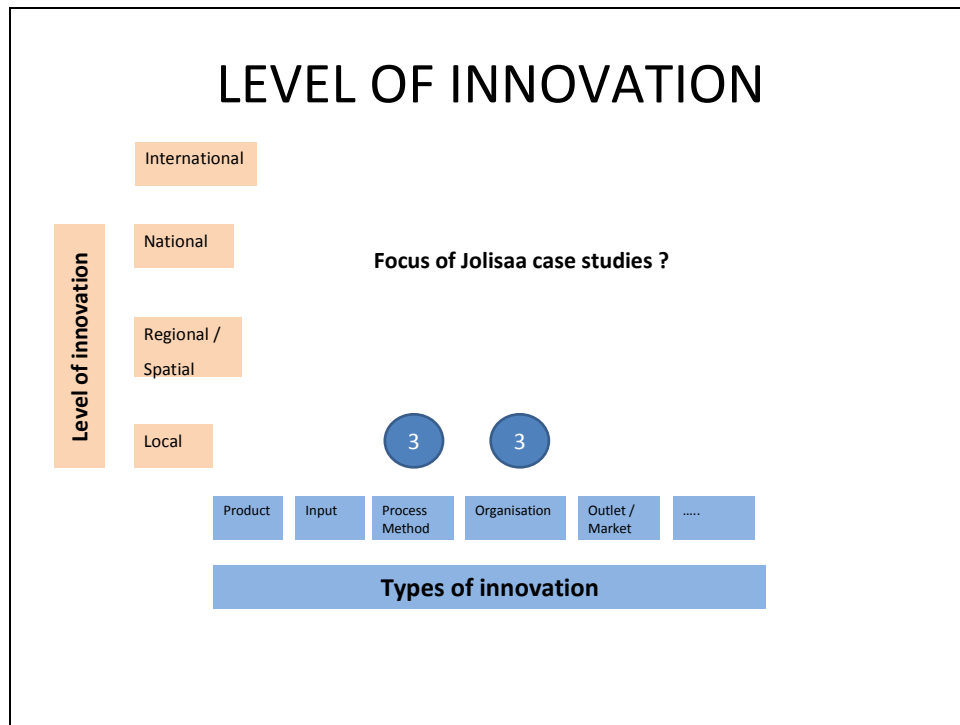 LEVEL OF INNOVATION
International
National
Focus of Jolisaa case studies ?
Level of innovation
Regional /
Spatial
Local
3
3
Product
Input
Process
Method
Organisation
Outlet /
Market
…..
Types of innovation